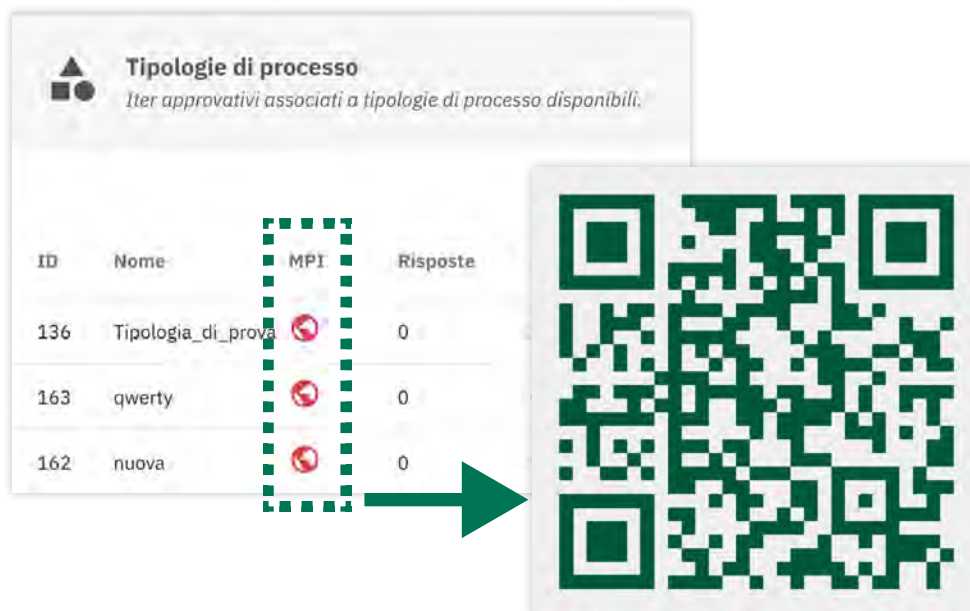 Tipologie di processo
Iter approvativi associati a tipologie di processo disponibili.
ID Nome MPI Risposte
136 Tipologia_di_prova 0
163 qwerty 0
162 nuova 0